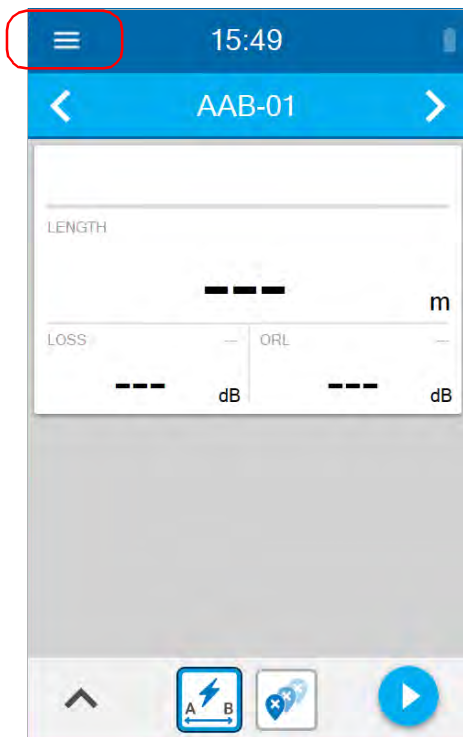 15:49
AAB-01
LENGTH
---
m
LOSS --- ORL ---
--- dB --- dB
A B